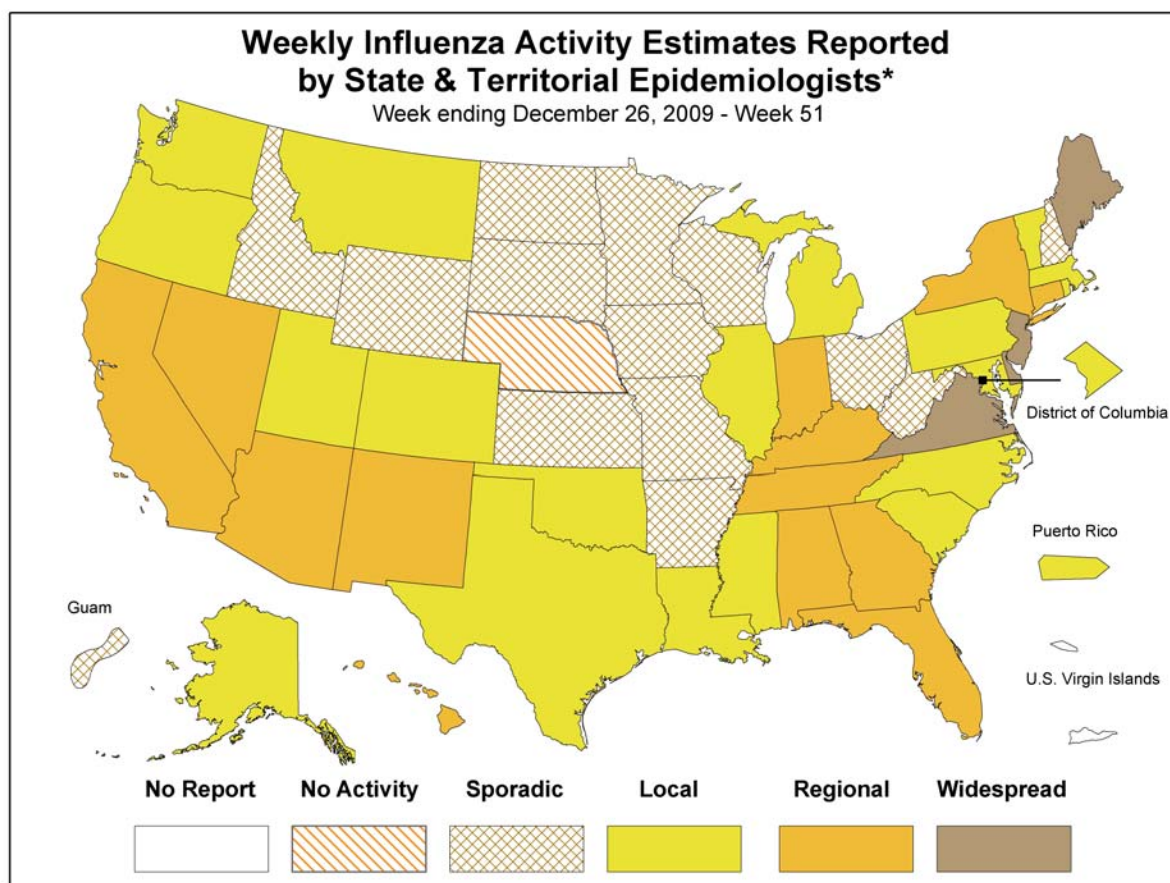 Weekly Influenza Activity Estimates Reported
by State & Territorial Epidemiologists*
Week ending December 26, 2009 - Week 51
District of Columbia
Puerto Rico
Guam
U.S. Virgin Islands
No Report
No Activity
Sporadic
Local
Regional
Widespread